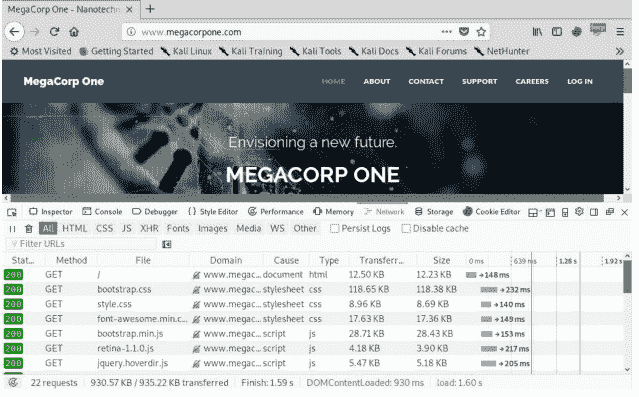 MegaCorp One - Nanotechn
www.megacorpone.com
Most Visited Getting Started Kali Linux Kali Training Kali Tools Kali Docs Kali Forums NetHunter
MegaCorp One HOME ABOUT CONTACT SUPPORT CAREERS LOG IN
Envisioning a new future.
MEGACORP ONE
Inspector Console Debugger Style Editor Performance Memory Network Storage Cookie Editor
All HTML CSS JS XHR Fonts Images Media WS Other Persist Logs Disable cache
Filter URLs
Stat... Method File Domain Cause Type Transferr... Size 0 ms 639 ms 1.28 s 1.92 s
200 GET / www.megac... document html 12.50 KB 12.23 KB → 148 ms
200 GET bootstrap.css www.megac... stylesheet css 118.65 KB 118.38 KB → 232 ms
200 GET style.css www.megac... stylesheet css 8.96 KB 8.69 KB → 140 ms
200 GET font-awesome.min.c... www.megac... stylesheet css 17.63 KB 17.36 KB → 149 ms
200 GET bootstrap.min.js www.megac... script js 28.71 KB 28.43 KB → 153 ms
200 GET retina-1.1.0.js www.megac... script js 4.18 KB 3.90 KB → 217 ms
200 GET jquery.hoverdir.js www.megac... script js 5.47 KB 5.18 KB → 205 ms
22 requests 930.57 KB / 935.22 KB transferred Finish: 1.59 s DOMContentLoaded: 930 ms load: 1.60 s